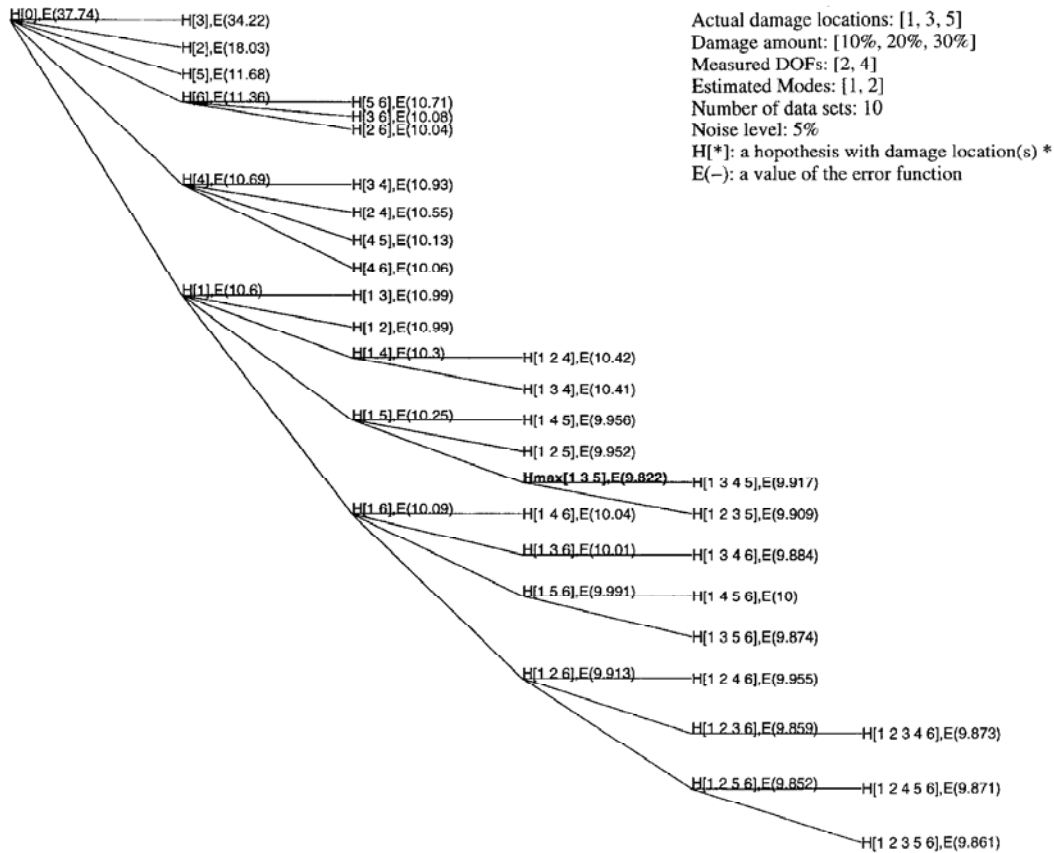 H[0],E(37.74)
H[3],E(34.22)
H[2],E(18.03)
H[5],E(11.68)
H[6],E(11.36)
H[5 6],E(10.71)
H[3 6],E(10.08)
H[2 6],E(10.04)
Actual damage locations: [1, 3, 5]
Damage amount: [10%, 20%, 30%]
Measured DOFs: [2, 4]
Estimated Modes: [1, 2]
Number of data sets: 10
Noise level: 5%
H[*]: a hopothesis with damage location(s) *
E(–): a value of the error function
H[4],E(10.69)
H[3 4],E(10.93)
H[2 4],E(10.55)
H[4 5],E(10.13)
H[4 6],E(10.06)
H[1],E(10.6)
H[1 3],E(10.99)
H[1 2],E(10.99)
H[1 4],E(10.3)
H[1 2 4],E(10.42)
H[1 3 4],E(10.41)
H[1 5],E(10.25)
H[1 4 5],E(9.956)
H[1 2 5],E(9.952)
Hmax[1 3 5],E(9.822)
H[1 3 4 5],E(9.917)
H[1 2 3 5],E(9.909)
H[1 6],E(10.09)
H[1 4 6],E(10.04)
H[1 3 6],E(10.01)
H[1 3 4 6],E(9.884)
H[1 5 6],E(9.991)
H[1 4 5 6],E(10)
H[1 3 5 6],E(9.874)
H[1 2 6],E(9.913)
H[1 2 4 6],E(9.955)
H[1 2 3 6],E(9.859)
H[1 2 3 4 6],E(9.873)
H[1 2 5 6],E(9.852)
H[1 2 4 5 6],E(9.871)
H[1 2 3 5 6],E(9.861)